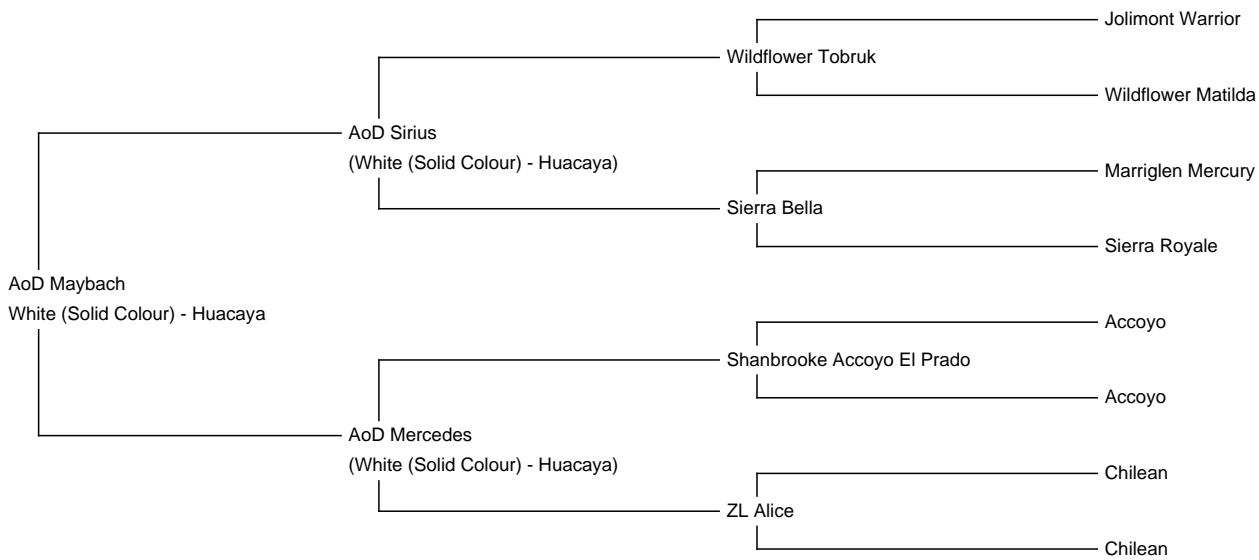 Jolimont Warrior
Wildflower Tobruk
Wildflower Matilda
AoD Sirius
(White (Solid Colour) - Huacaya)
Marriglen Mercury
Sierra Bella
Sierra Royale
AoD Maybach
White (Solid Colour) - Huacaya
Accoyo
Shanbrooke Accoyo El Prado
Accoyo
AoD Mercedes
(White (Solid Colour) - Huacaya)
Chilean
ZL Alice
Chilean